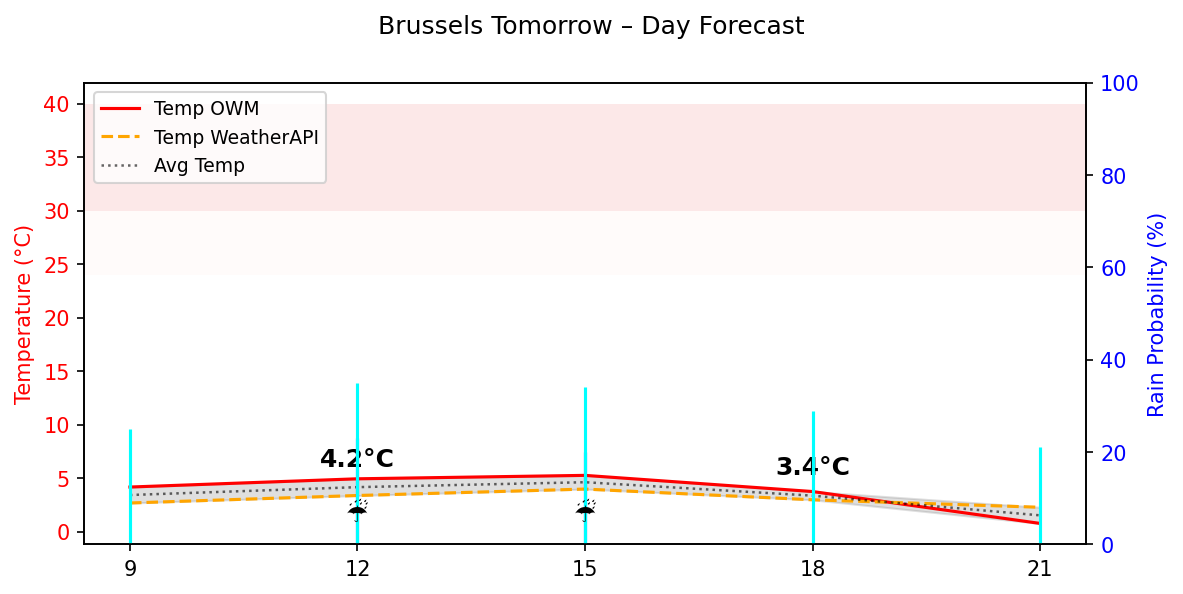 Brussels Tomorrow – Day Forecast
Temp OWM
Temp WeatherAPI
Avg Temp
Temperature (°C)
40
35
30
25
20
15
10
5
0
4.2°C
3.4°C
100
80
60
40
20
0
Rain Probability (%)
9 12 15 18 21